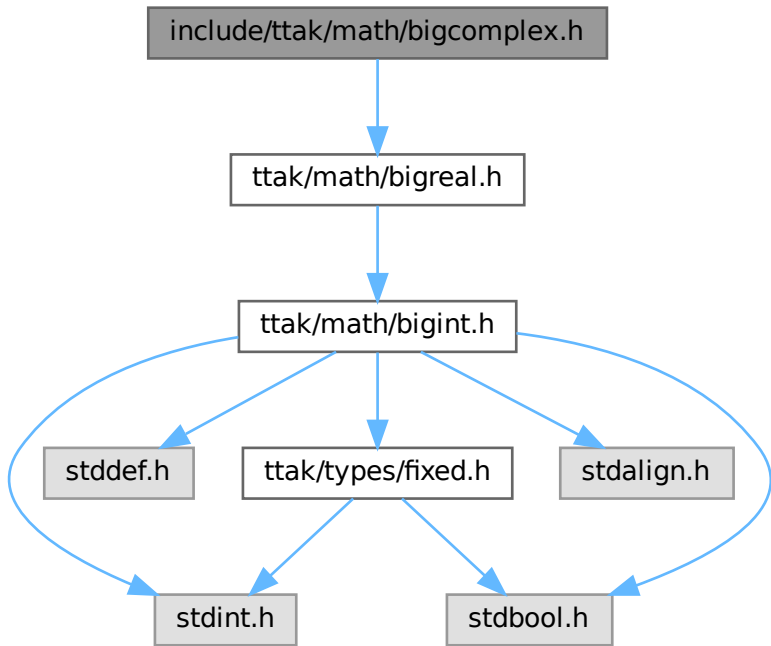 include/ttak/math/bigcomplex.h
ttak/math/bigreal.h
ttak/math/bigint.h
stddef.h
ttak/types/fixed.h
stdalign.h
stdint.h
stdbool.h